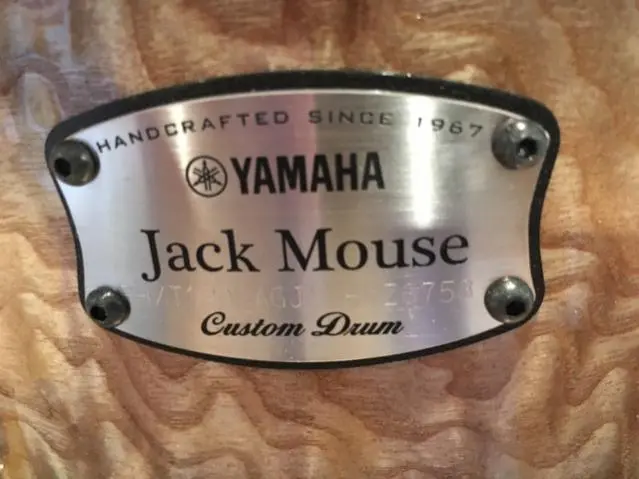 HANDCRAFTED SINCE 1967
YAMAHA
Jack Mouse
Custom Drum